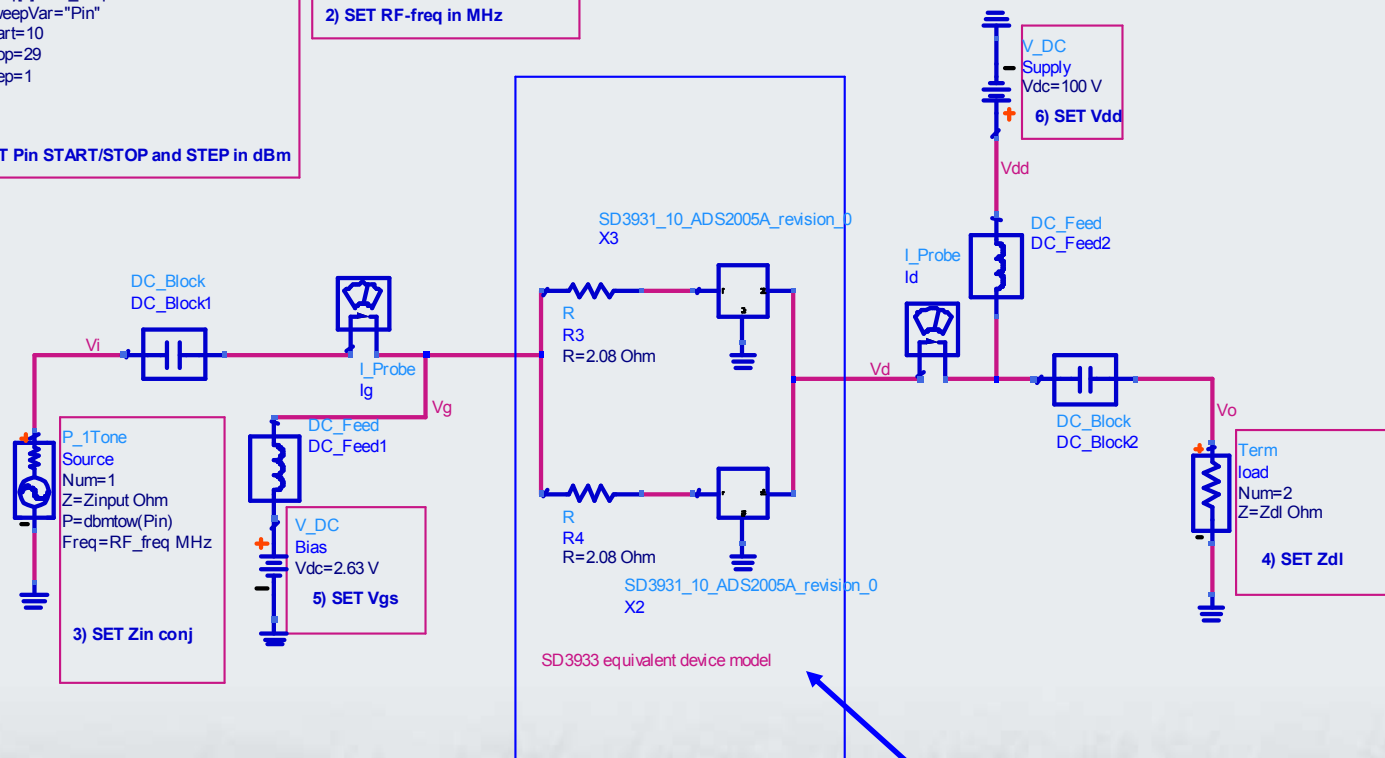 veepVar="Pin"
art=10
op=29
ep=1
T Pin START/STOP and STEP in dBm
2) SET RF-freq in MHz
V_DC
Supply
Vdc=100 V
6) SET Vdd
Vdd
SD3931_10_ADS2005A_revision_0
X3
DC_Feed
DC_Feed2
I_Probe
Id
DC_Block
DC_Block1
R
R3
R=2.08 Ohm
Vi
I_Probe
Ig
Vd
Vg
Vo
DC_Block
DC_Block2
DC_Feed
DC_Feed1
P_1Tone
Source
Num=1
Z=Zinput Ohm
P=dbmtow(Pin)
Freq=RF_freq MHz
3) SET Zin conj
V_DC
Bias
Vdc=2.63 V
5) SET Vgs
R
R4
R=2.08 Ohm
SD3931_10_ADS2005A_revision_0
X2
Term
load
Num=2
Z=Zdl Ohm
4) SET Zdl
SD3933 equivalent device model